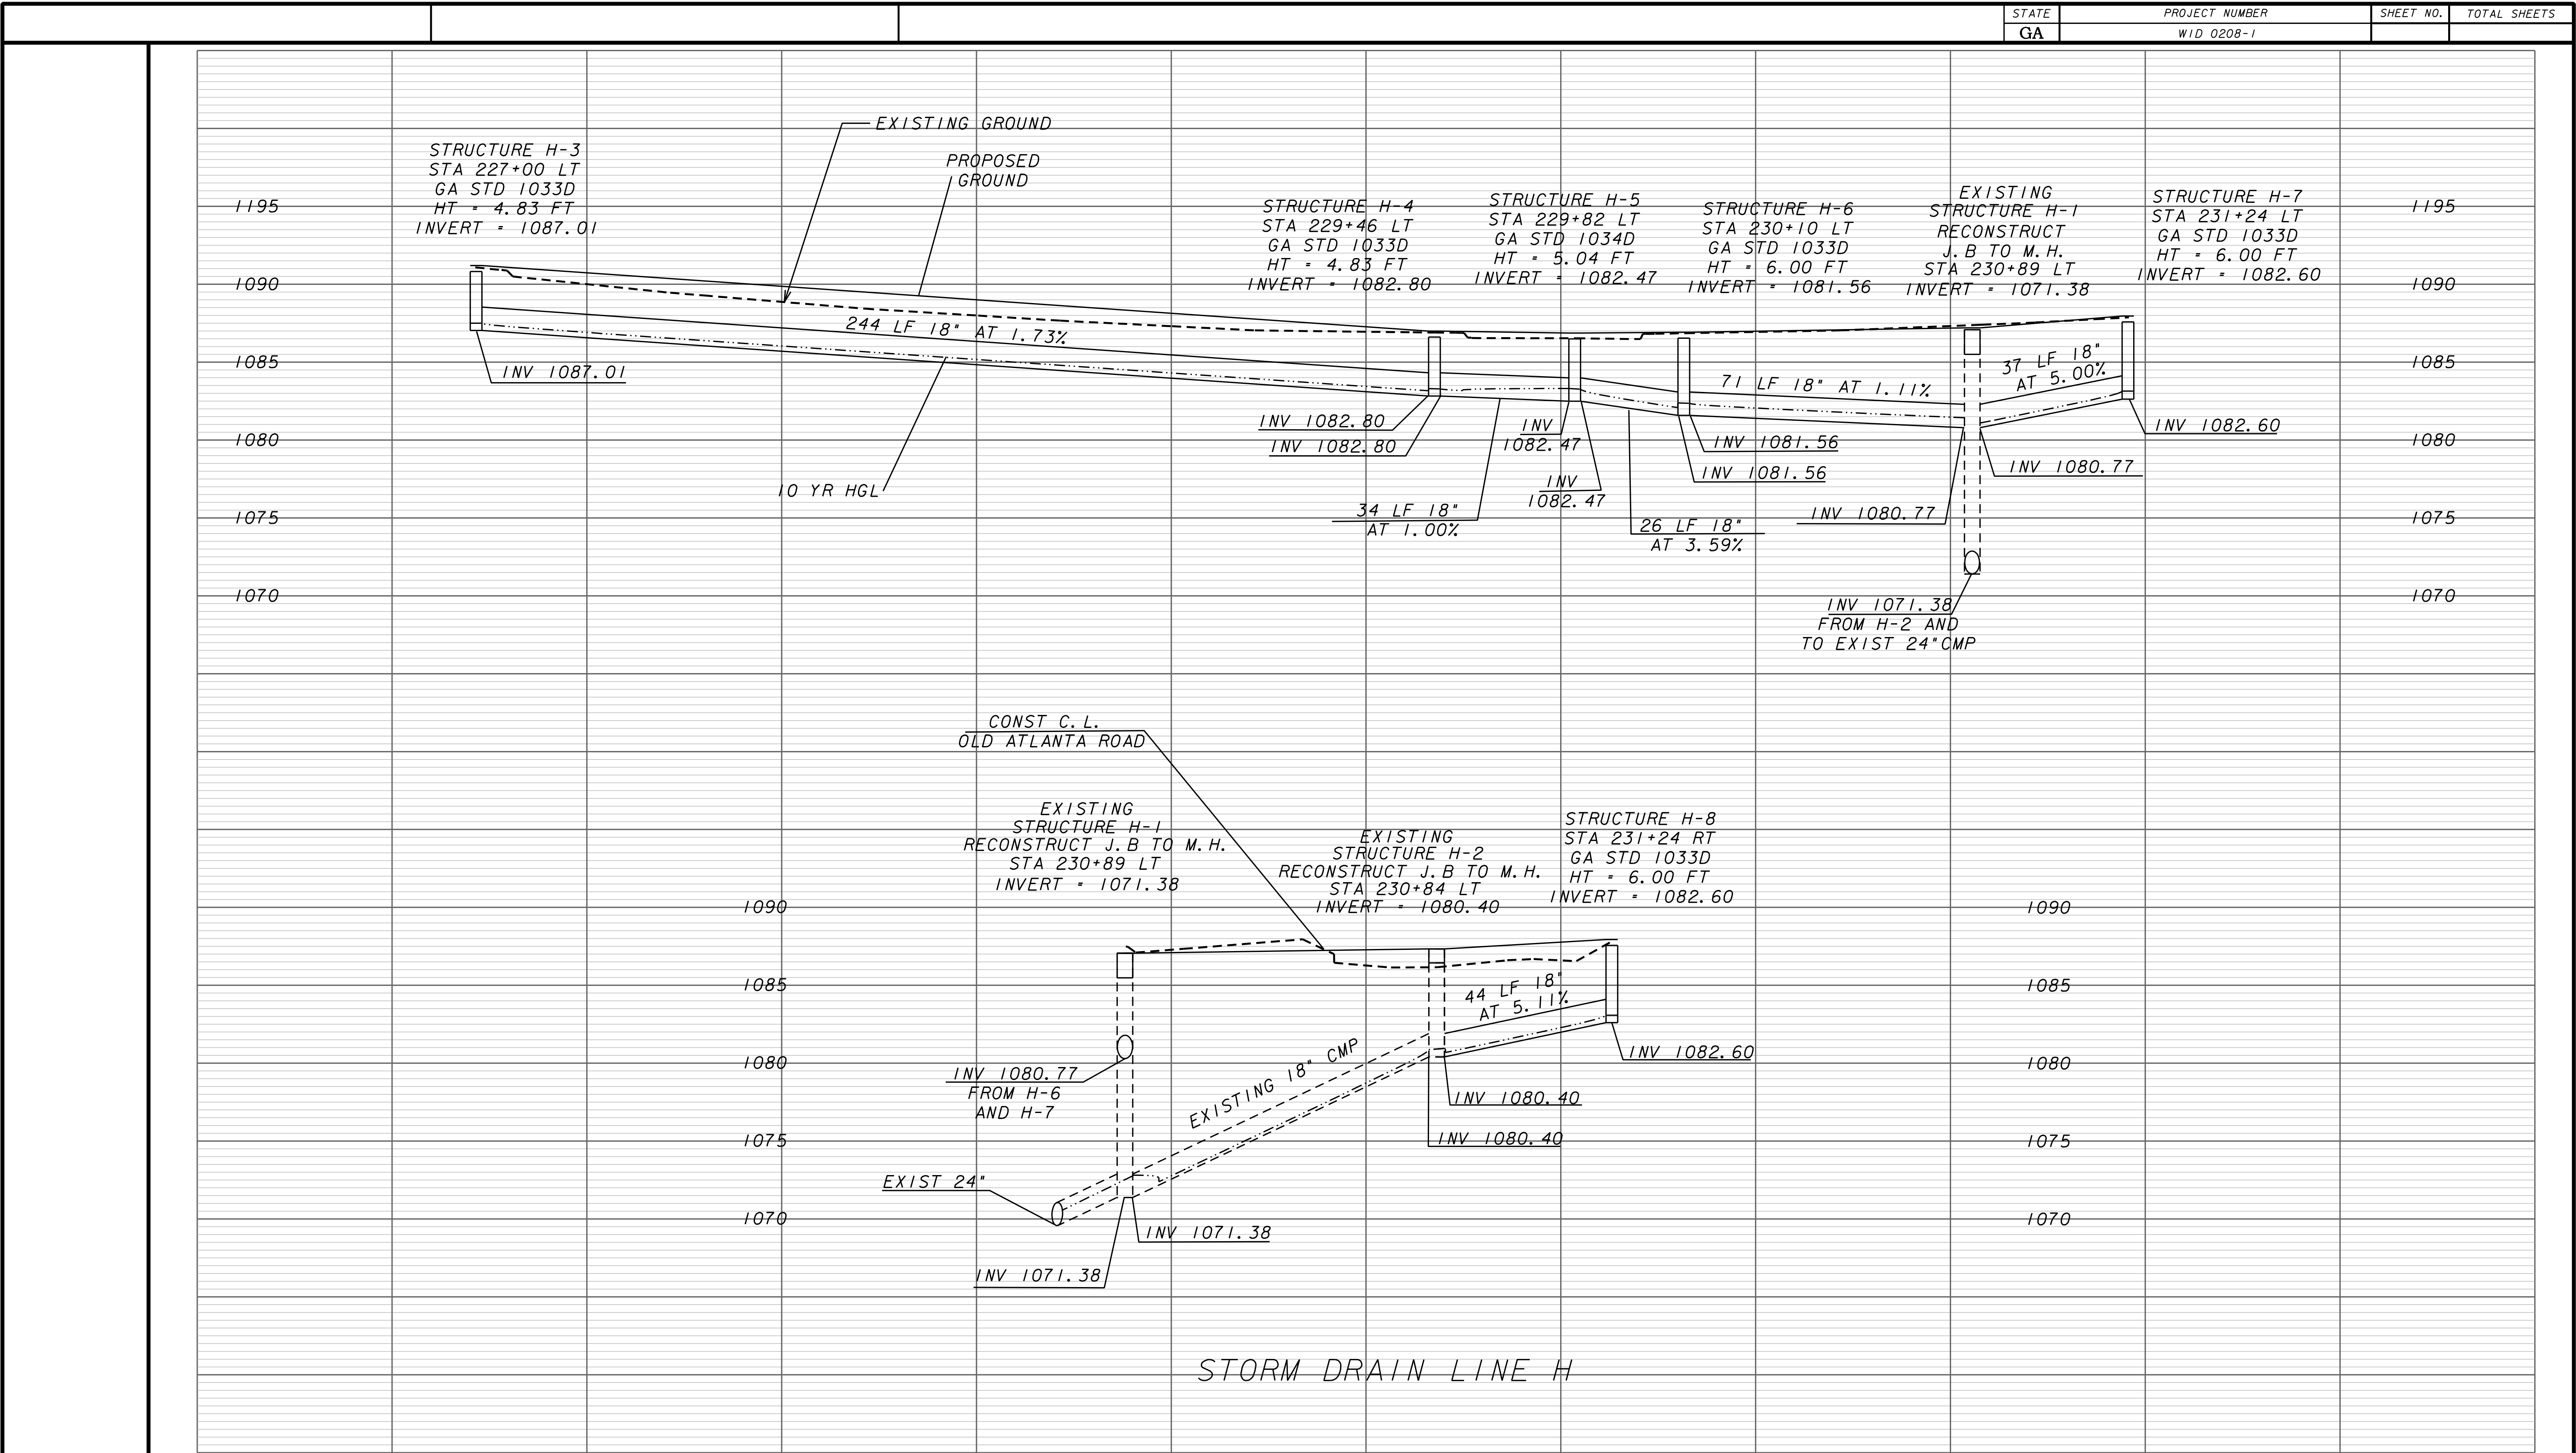 STATE
PROJECT NUMBER
SHEET NO.
TOTAL SHEETS
GA
WID 0208-1
EXISTING GROUND
PROPOSED
GROUND
STRUCTURE H-3
STA 227+00 LT
GA STD 1033D
HT = 4.83 FT
INVERT = 1087.01
STRUCTURE H-4
STA 229+46 LT
GA STD 1033D
HT = 4.83 FT
INVERT = 1082.80
STRUCTURE H-5
STA 229+82 LT
GA STD 1034D
HT = 5.04 FT
INVERT = 1082.47
STRUCTURE H-6
STA 230+10 LT
GA STD 1033D
HT = 6.00 FT
INVERT = 1081.56
EXISTING
STRUCTURE H-1
RECONSTRUCT
J.B TO M.H.
STA 230+89 LT
INVERT = 1071.38
STRUCTURE H-7
STA 231+24 LT
GA STD 1033D
HT = 6.00 FT
INVERT = 1082.60
1195
1195
1090
1090
1085
1085
1080
1080
1075
1075
1070
1070
244 LF 18" AT 1.73%
INV 1087.01
10 YR HGL
INV 1082.80
INV 1082.80
34 LF 18"
AT 1.00%
INV
1082.47
INV
1082.47
26 LF 18"
AT 3.59%
71 LF 18" AT 1.11%
INV 1081.56
INV 1081.56
INV 1080.77
37 LF 18"
AT 5.00%
INV 1082.60
INV 1080.77
INV 1071.38
FROM H-2 AND
TO EXIST 24"CMP
CONST C.L.
OLD ATLANTA ROAD
EXISTING
STRUCTURE H-1
RECONSTRUCT J.B TO M.H.
STA 230+89 LT
INVERT = 1071.38
EXISTING
STRUCTURE H-2
RECONSTRUCT J.B TO M.H.
STA 230+84 LT
INVERT = 1080.40
STRUCTURE H-8
STA 231+24 RT
GA STD 1033D
HT = 6.00 FT
INVERT = 1082.60
1090
1090
1085
1085
1080
1080
1075
1075
1070
1070
44 LF 18"
AT 5.11%
INV 1082.60
INV 1080.40
INV 1080.40
EXISTING 18" CMP
INV 1080.77
FROM H-6
AND H-7
EXIST 24"
INV 1071.38
INV 1071.38
STORM DRAIN LINE H